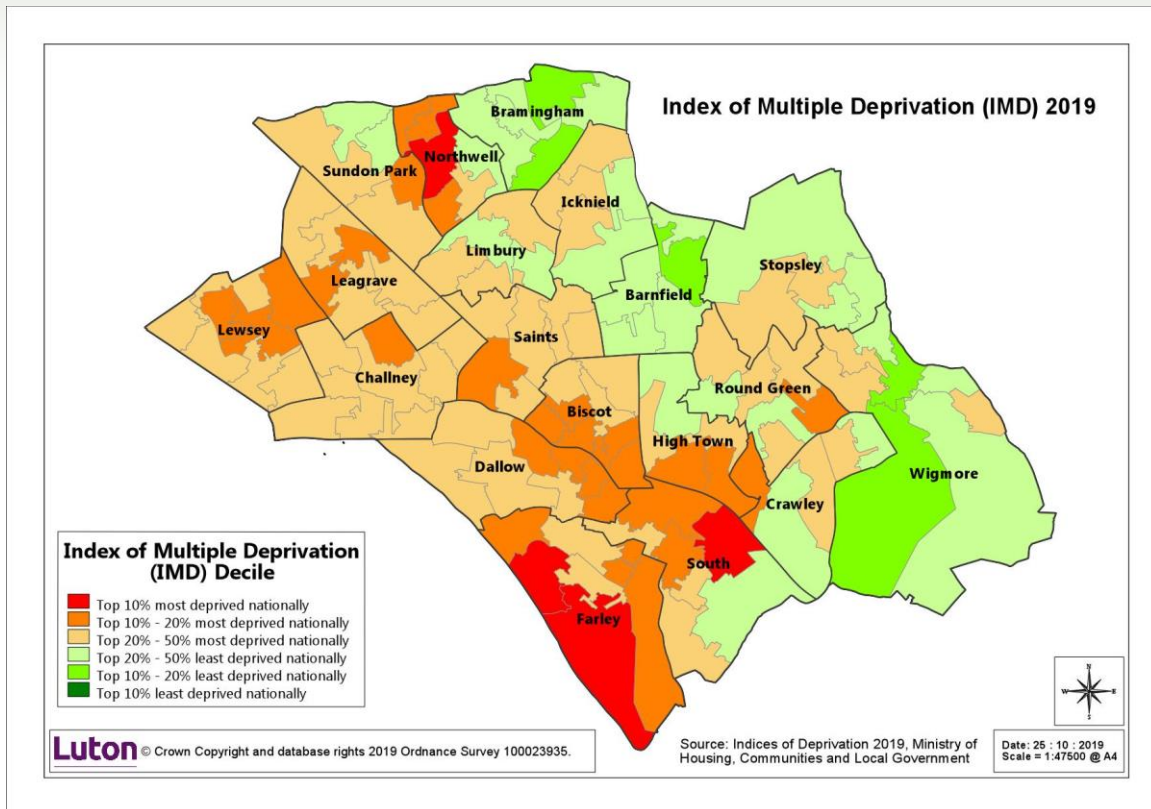 Index of Multiple Deprivation (IMD) 2019
Bramingham
Northwell
Sundon Park
Icknield
Limbury
Stopsley
Leagrave
Barnfield
Lewsey
Saints
Challney
Round Green
Biscot
High Town
Dallow
Wigmore
Crawley
South
Farley
Index of Multiple Deprivation
(IMD) Decile
Top 10% most deprived nationally
Top 10% - 20% most deprived nationally
Top 20% - 50% most deprived nationally
Top 20% - 50% least deprived nationally
Top 10% - 20% least deprived nationally
Top 10% least deprived nationally
N
W E
S
Luton © Crown Copyright and database rights 2019 Ordnance Survey 100023935.
Source: Indices of Deprivation 2019, Ministry of
Housing, Communities and Local Government
Date: 25 : 10 : 2019
Scale = 1:47500 @ A4